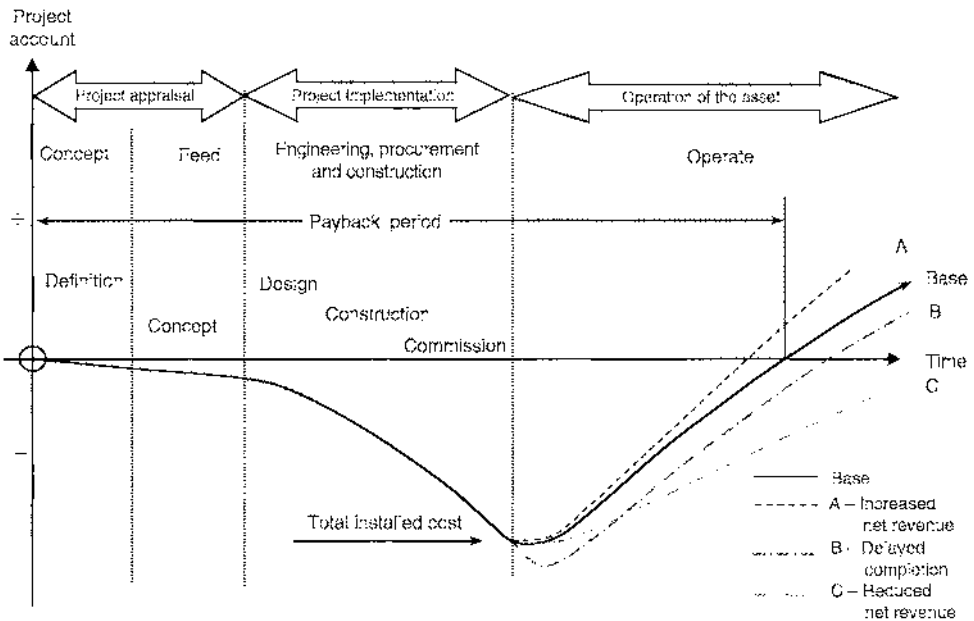 Project
account
Project appraisal
Project implementation
Operation of the asset
Concept
Feed
Engineering, procurement
and construction
Operate
+
Payback period
A
Definition
Design
Base
Concept
Construction
B
Commission
Time
C
–
Base
Total installed cost
A – Increased
net revenue
B - Delayed
completion
C – Reduced
net revenue